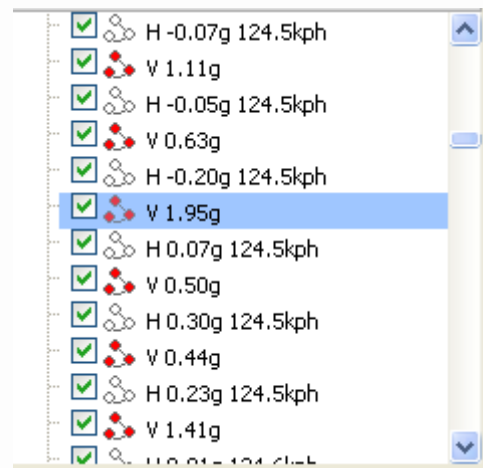 H -0.07g 124.5kph
V 1.11g
H -0.05g 124.5kph
V 0.63g
H -0.20g 124.5kph
V 1.95g
H 0.07g 124.5kph
V 0.50g
H 0.30g 124.5kph
V 0.44g
H 0.23g 124.5kph
V 1.41g